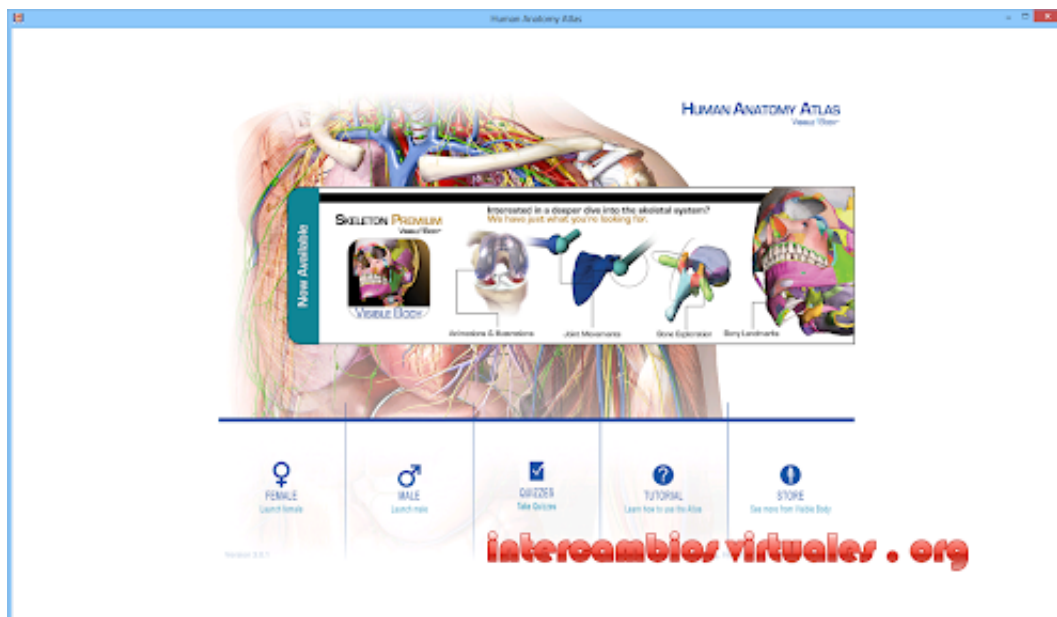 Human Anatomy Atlas
HUMAN ANATOMY ATLAS
VISIBLE BODY
Now Available
SKELETON PREMIUM
VISIBLE BODY
Interested in a deeper dive into the skeletal system?
We have just what you're looking for.
VISIBLE BODY
Animations & Illustrations
Joint Movements
Bone Exploration
Bony Landmarks
FEMALE
Launch female
MALE
Launch male
QUIZZES
Take Quizzes
TUTORIAL
Learn how to use the Atlas
STORE
See more from Visible Body
intercambios virtuales . org